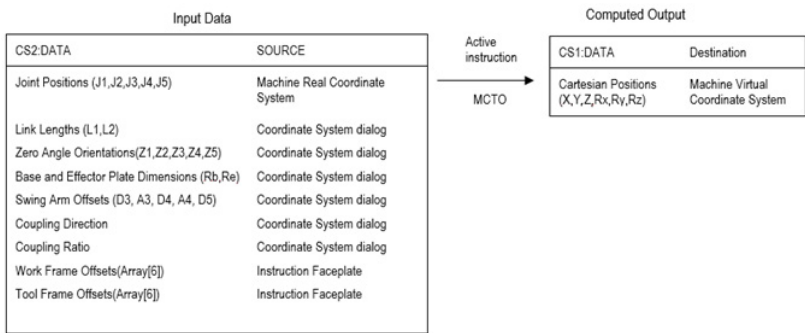 Input Data
CS2:DATA SOURCE
Joint Positions (J1,J2,J3,J4,J5) Machine Real Coordinate
System
Link Lengths (L1,L2) Coordinate System dialog
Zero Angle Orientations(Z1,Z2,Z3,Z4,Z5) Coordinate System dialog
Base and Effector Plate Dimensions (Rb,Re) Coordinate System dialog
Swing Arm Offsets (D3, A3, D4, A4, D5) Coordinate System dialog
Coupling Direction Coordinate System dialog
Coupling Ratio Coordinate System dialog
Work Frame Offsets(Array[6]) Instruction Faceplate
Tool Frame Offsets(Array[6]) Instruction Faceplate
Active
instruction
MCTO
Computed Output
CS1:DATA Destination
Cartesian Positions Machine Virtual
(X,Y,Z,Rx,Ry,Rz) Coordinate System